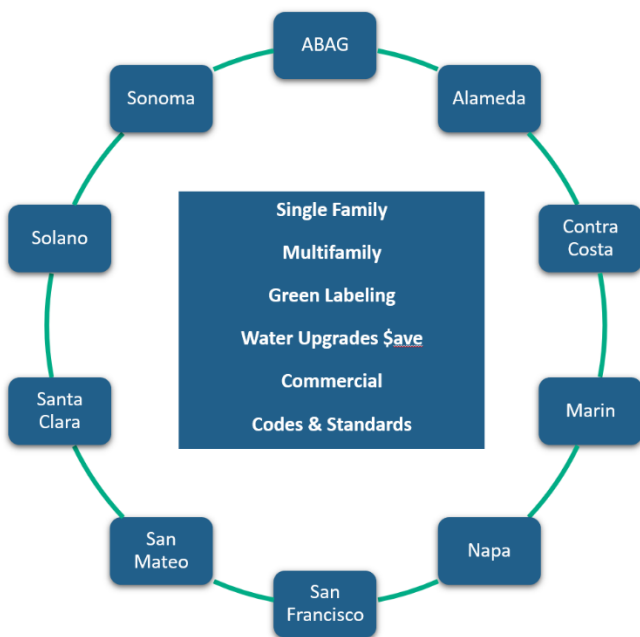 ABAG
Alameda
Contra
Costa
Marin
Napa
San
Francisco
San
Mateo
Santa
Clara
Solano
Sonoma
Single Family
Multifamily
Green Labeling
Water Upgrades $ave
Commercial
Codes & Standards